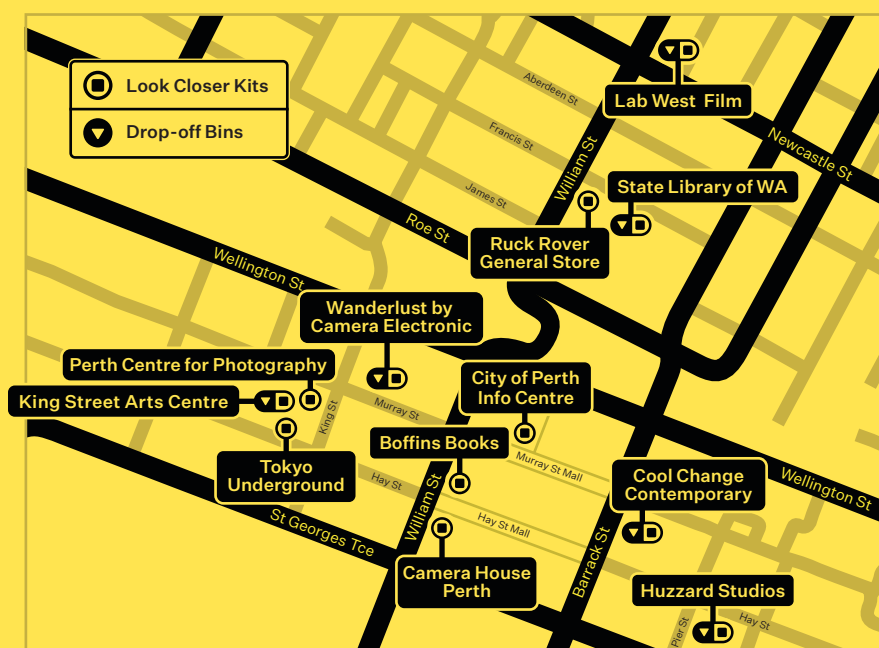 Look Closer Kits
Drop-off Bins
Aberdeen St
Lab West Film
Francis St
William St
Newcastle St
James St
State Library of WA
Roe St
Ruck Rover
General Store
Wellington St
Wanderlust by
Camera Electronic
Perth Centre for Photography
King Street Arts Centre
King St
Murray St
City of Perth
Info Centre
Boffins Books
Murray St Mall
Tokyo
Underground
Hay St
William St
Hay St Mall
Cool Change
Contemporary
Wellington St
St Georges Tce
Barrack St
Camera House
Perth
Huzzard Studios
Pier St
Hay St